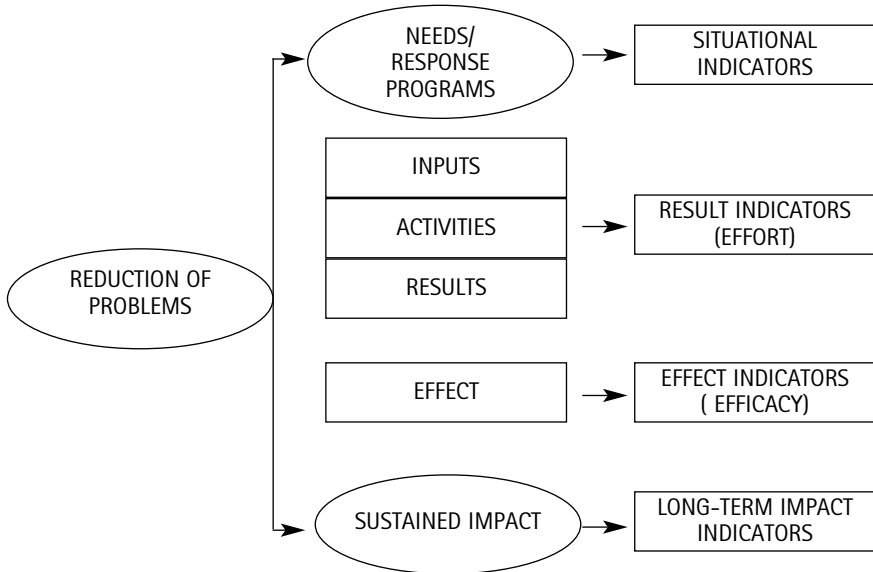 NEEDS/
RESPONSE
PROGRAMS
SITUATIONAL
INDICATORS
INPUTS
ACTIVITIES
RESULTS
RESULT INDICATORS
(EFFORT)
REDUCTION OF
PROBLEMS
EFFECT
EFFECT INDICATORS
( EFFICACY)
SUSTAINED IMPACT
LONG-TERM IMPACT
INDICATORS